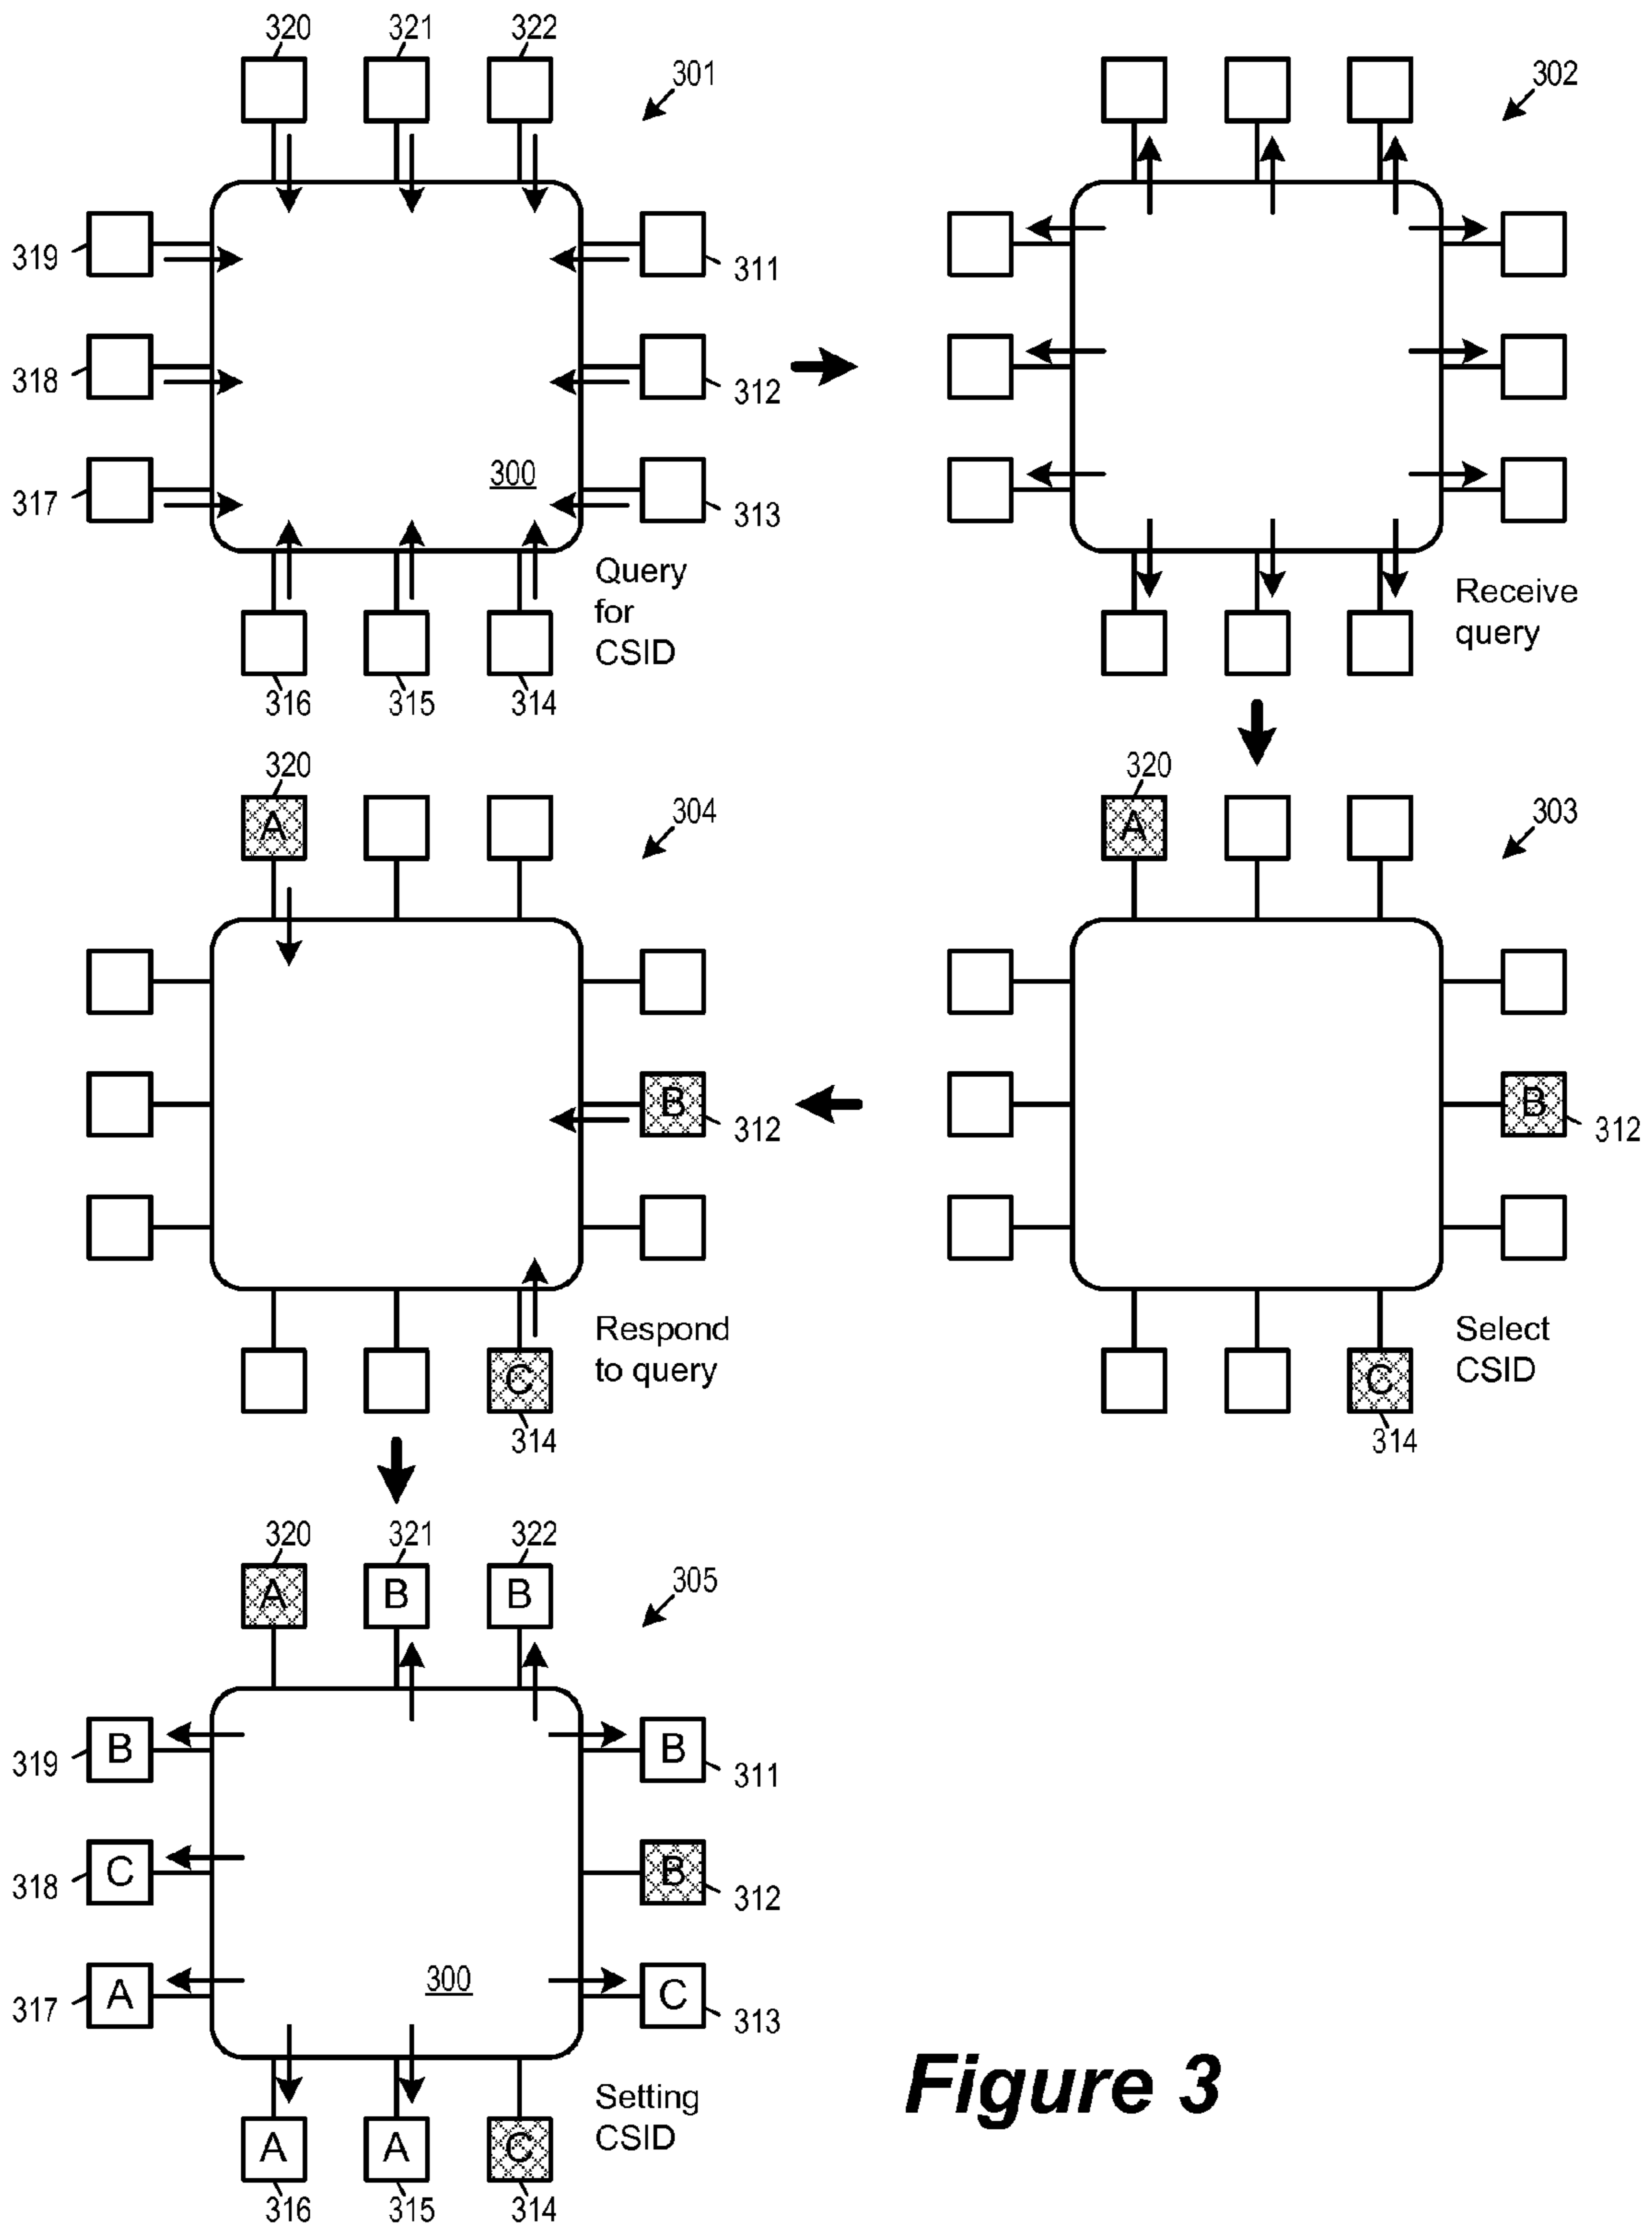 320 321 322
301
302
319
311
318
312
317
300
313
Query
for
CSID
Receive
query
316 315 314
320
304
A
320
303
A
B
312
B
312
Respond
to query
C
314
Select
CSID
C
314
320 321 322
305
A B B
319 B
B 311
318 C
B 312
317 A
300
C 313
Setting
CSID
A A C
316 315 314
Figure 3